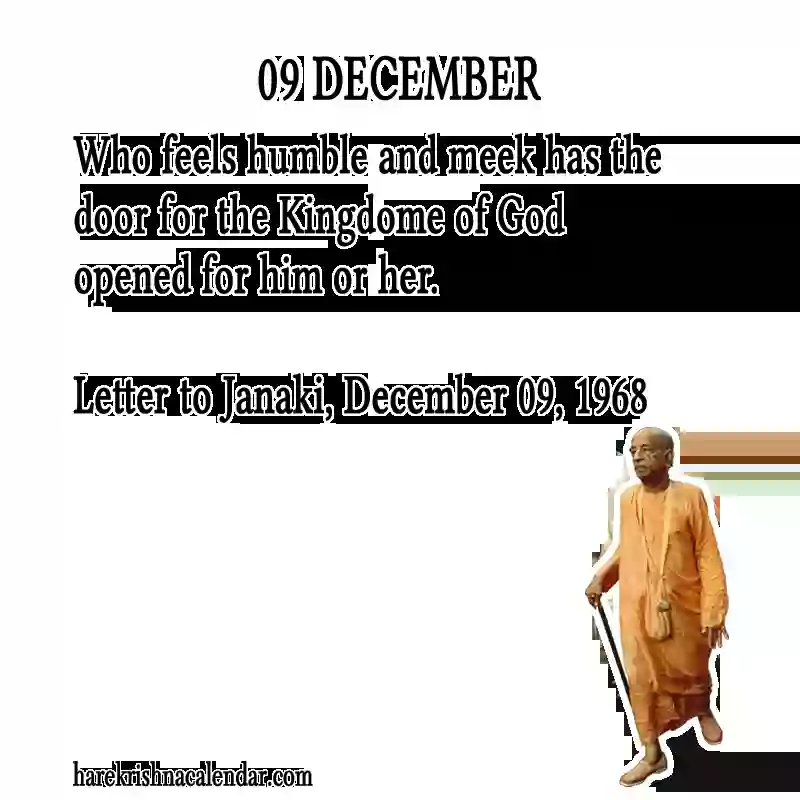 09 DECEMBER
Who feels humble and meek has the
door for the Kingdome of God
opened for him or her.
Letter to Janaki, December 09, 1968
harekrishnacalendar.com